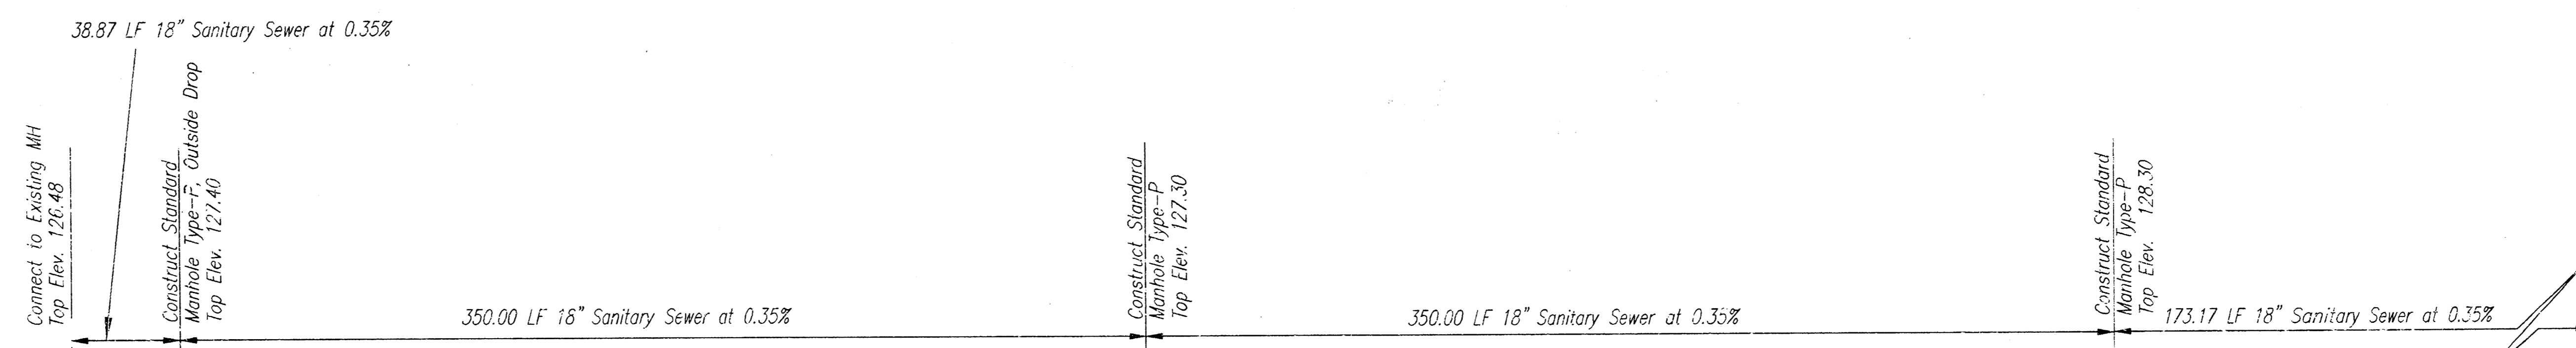 38.87 LF 18" Sanitary Sewer at 0.35%
Connect to Existing MH
Top Elev. 126.48
Construct Standard
Manhole Type-P, Outside Drop
Top Elev. 127.40
350.00 LF 18" Sanitary Sewer at 0.35%
Construct Standard
Manhole Type-P
Top Elev. 127.30
350.00 LF 18" Sanitary Sewer at 0.35%
Construct Standard
Manhole Type-P
Top Elev. 128.30
173.17 LF 18" Sanitary Sewer at 0.35%